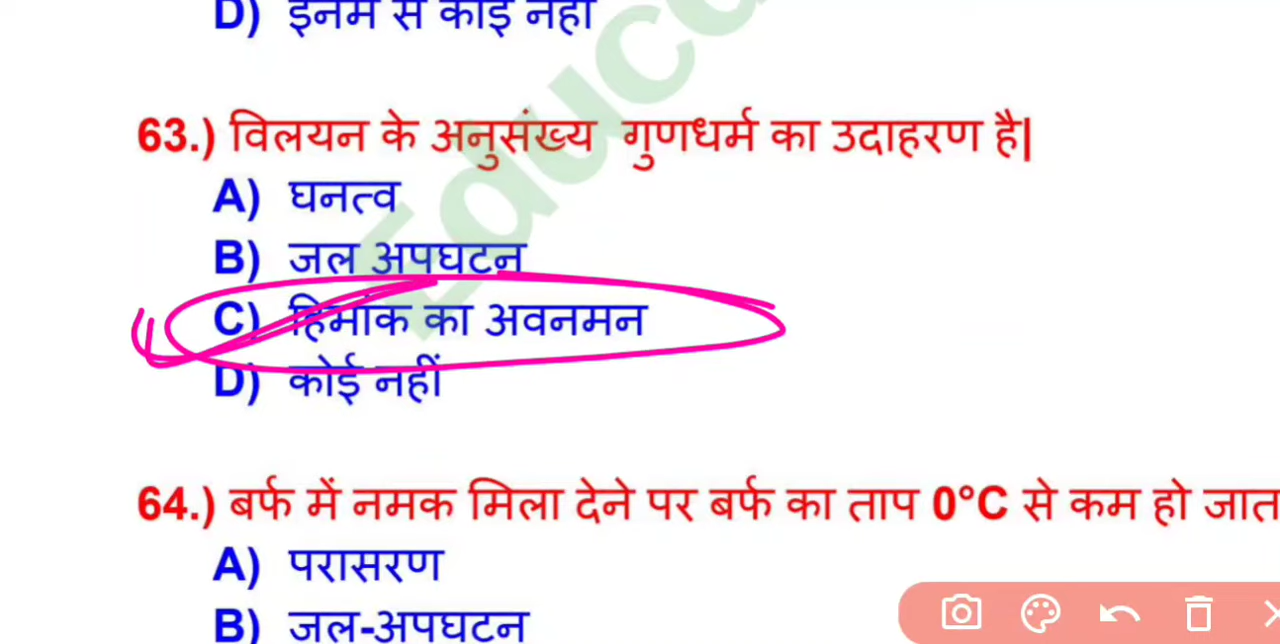 D) इनमें से कोई नहीं
63.) विलयन के अनुसंख्य गुणधर्म का उदाहरण है|
A) घनत्व
B) जल अपघटन
C) हिमांक का अवनमन
D) कोई नहीं
64.) बर्फ में नमक मिला देने पर बर्फ का ताप 0°C से कम हो जात
A) परासरण
B) जल-अपघटन
Educa